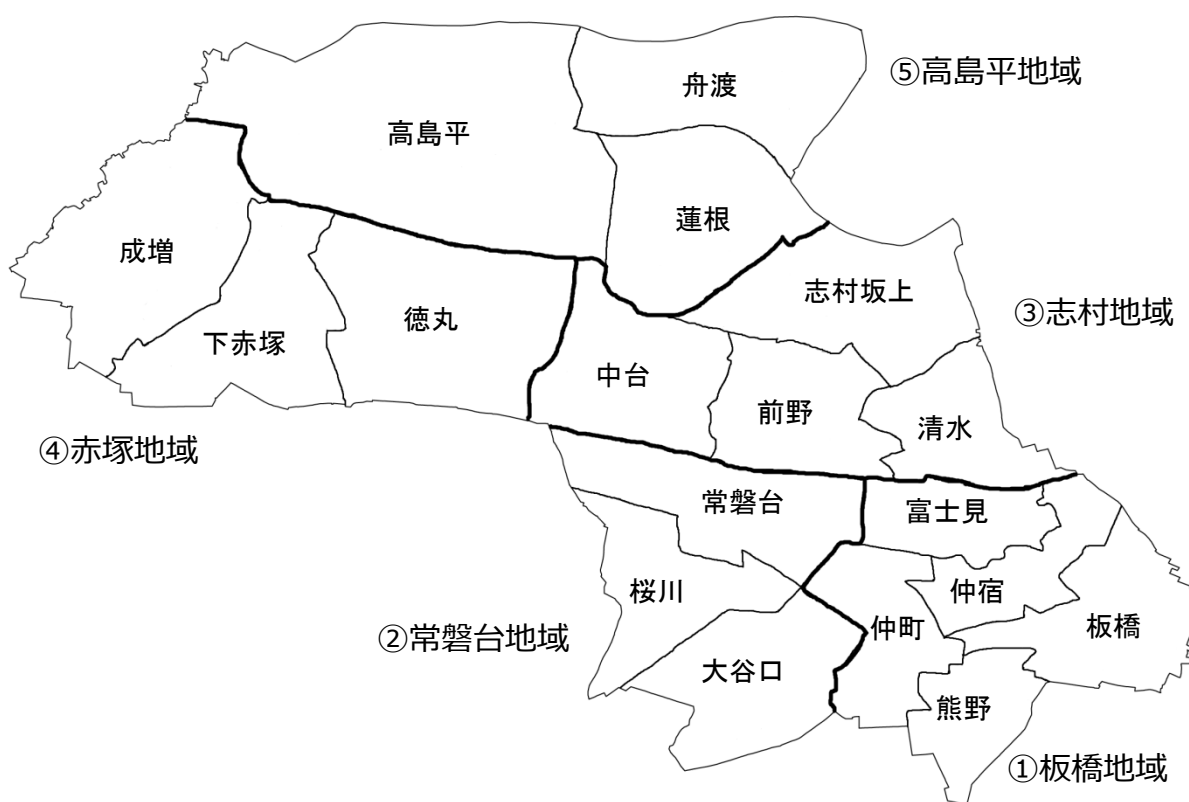 舟渡
⑤高島平地域
高島平
蓮根
成増
志村坂上
③志村地域
徳丸
下赤塚
中台
前野
清水
④赤塚地域
常磐台
富士見
桜川
仲宿
②常磐台地域
仲町
板橋
大谷口
熊野
①板橋地域